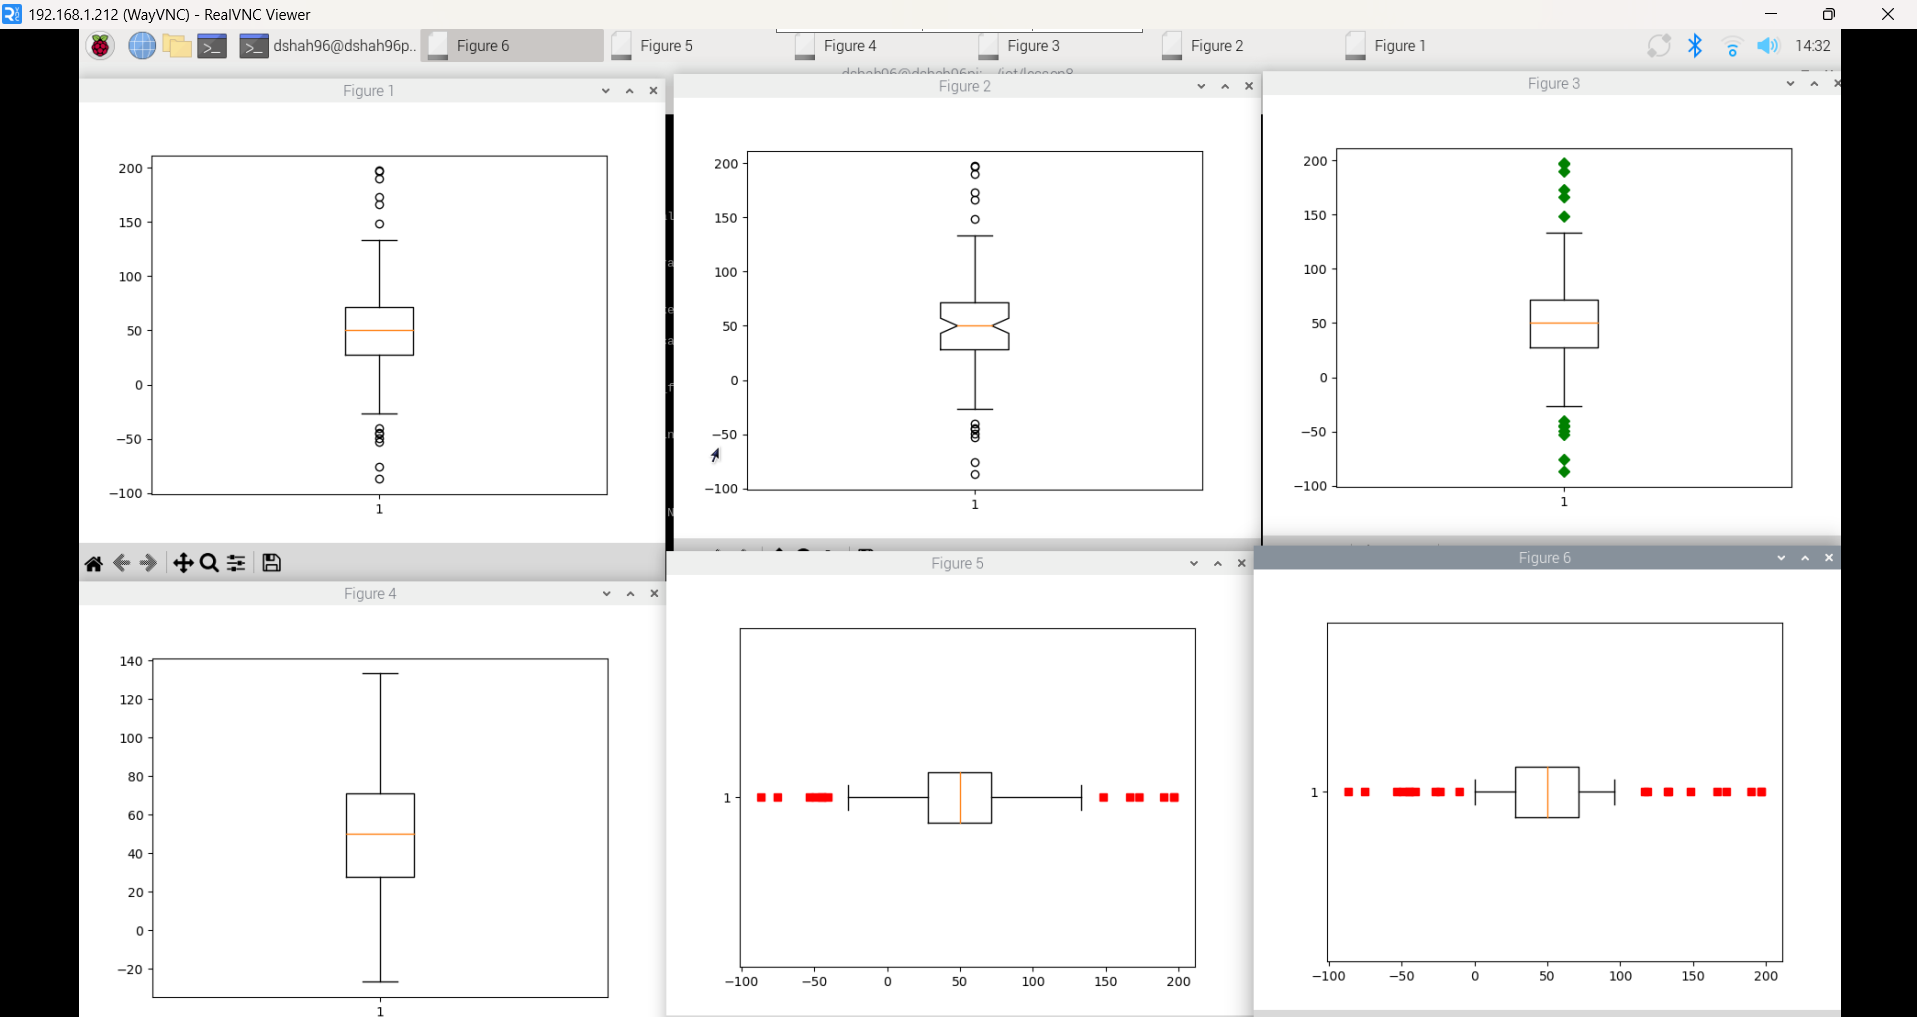 192.168.1.212 (WayVNC) - RealVNC Viewer
dshah96@dshah96p..
Figure 6
Figure 5
Figure 4
Figure 3
Figure 2
Figure 1
14:32
Figure 1
200
150
100
50
0
−50
−100
1
Figure 2
200
150
100
50
0
−50
−100
1
Figure 3
200
150
100
50
0
−50
−100
1
Figure 4
140
120
100
80
60
40
20
0
−20
1
Figure 5
1
−100 −50 0 50 100 150 200
Figure 6
1
−100 −50 0 50 100 150 200